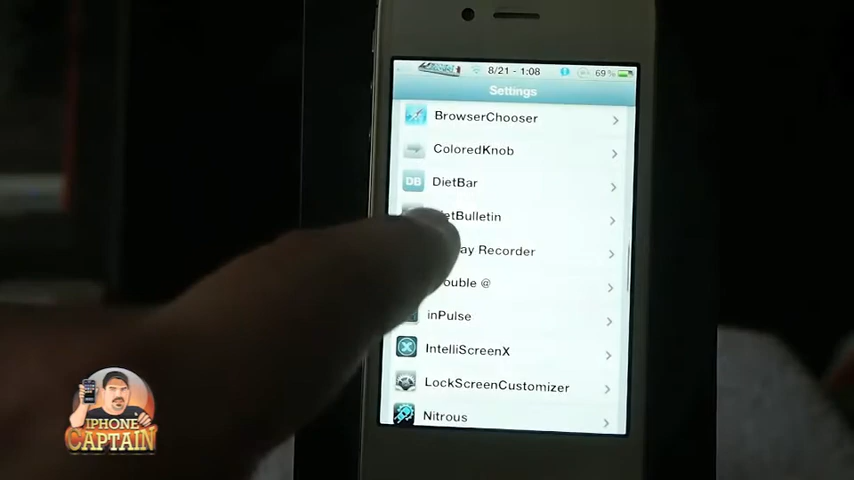 8/21 - 1:08
69 %
Settings
BrowserChooser
ColoredKnob
DB
DietBar
etBulletin
ay Recorder
ouble @
inPulse
IntelliScreenX
LockScreenCustomizer
Nitrous
IPHONE
CAPTAIN